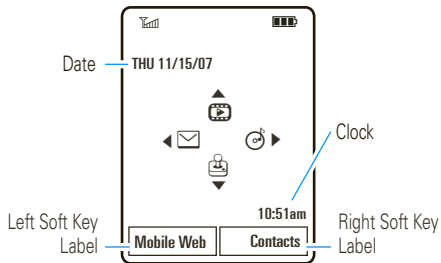 Date
THU 11/15/07
Clock
10:51am
Left Soft Key
Label
Mobile Web
Contacts
Right Soft Key
Label